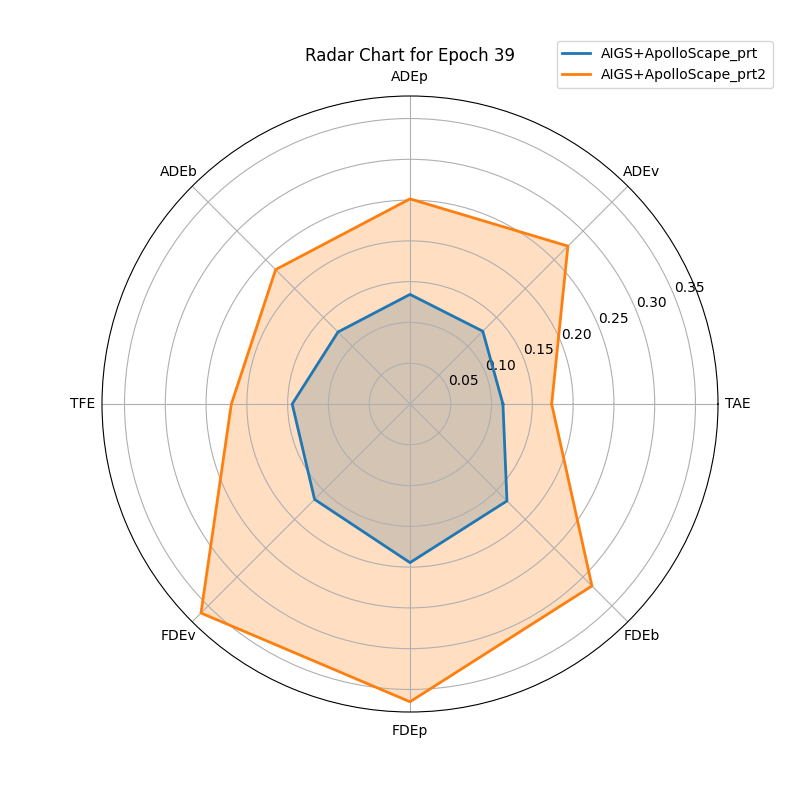 Radar Chart for Epoch 39
AIGS+ApolloScape_prt
AIGS+ApolloScape_prt2
ADEp
ADEb
ADEv
0.35
0.30
0.25
0.20
0.15
0.10
0.05
TFE
TAE
FDEv
FDEb
FDEp